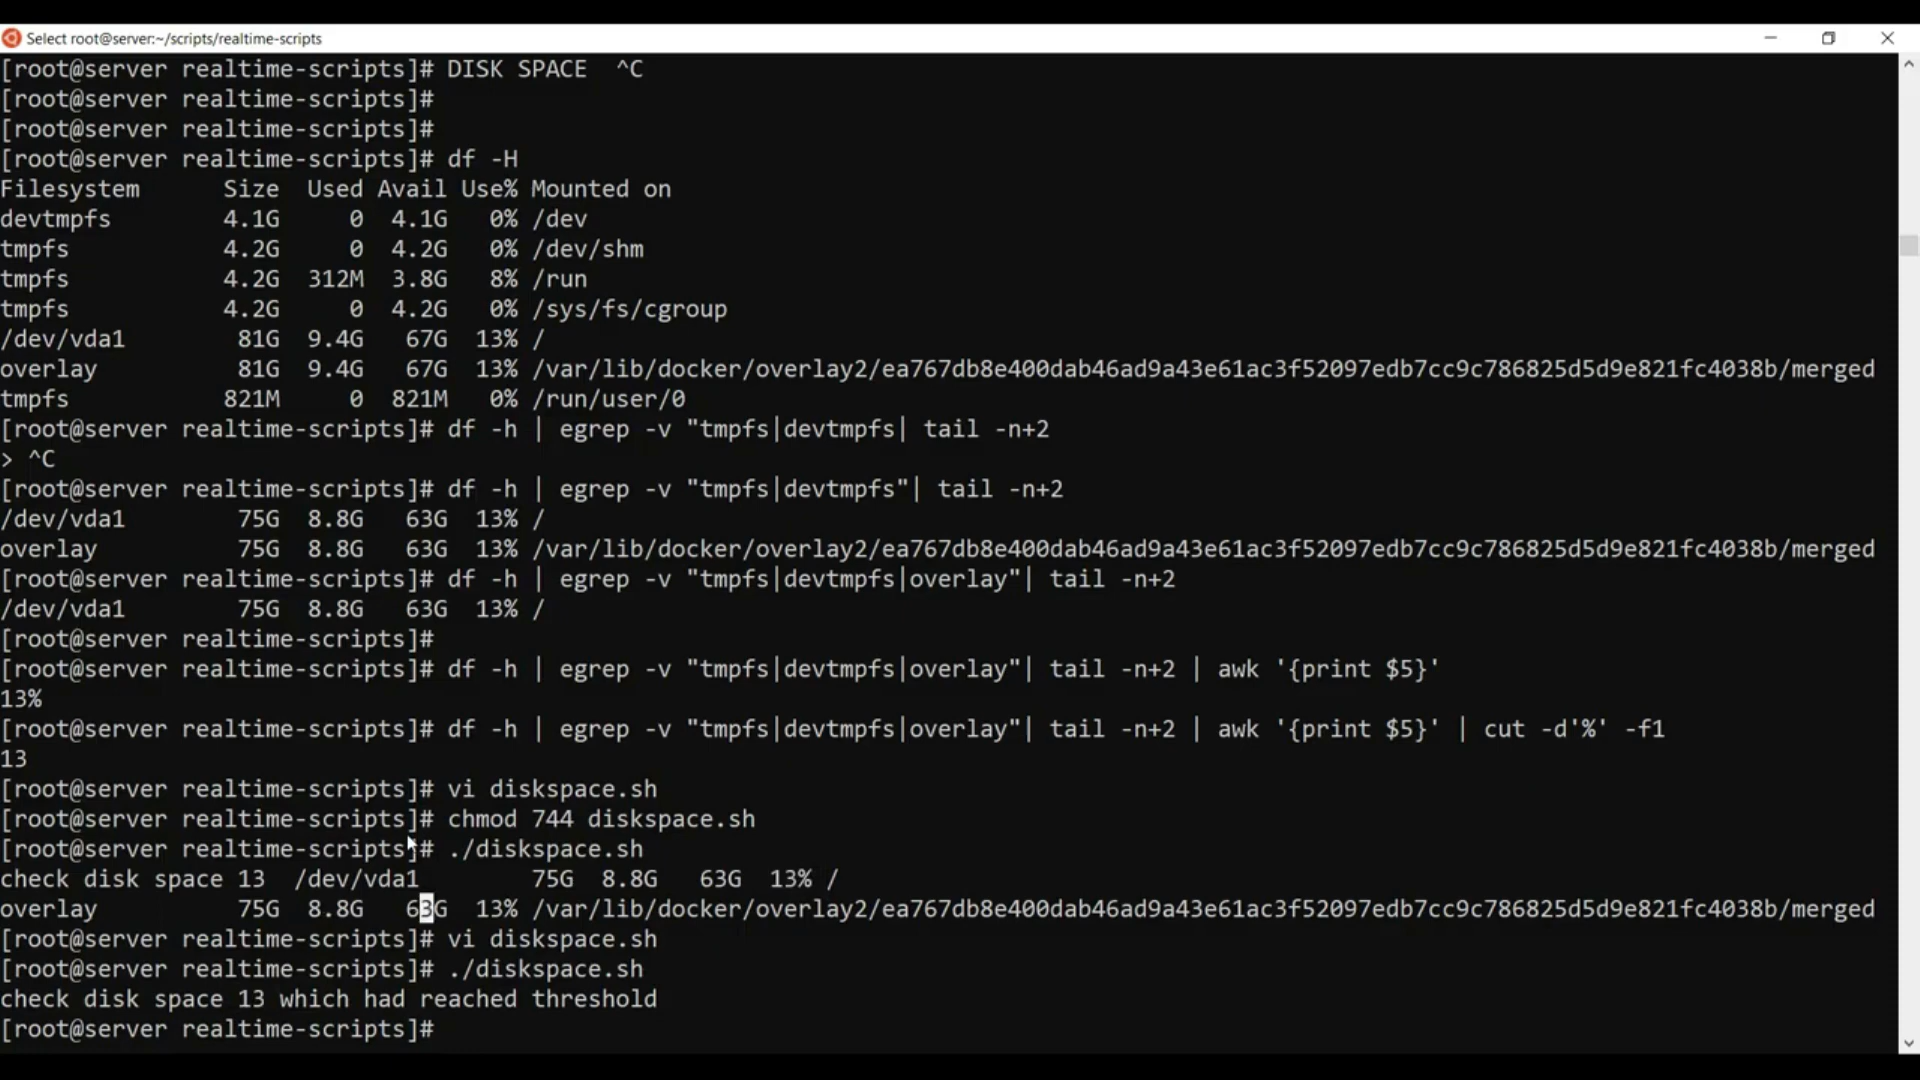 Select root@server:~/scripts/realtime-scripts
[root@server realtime-scripts]# DISK SPACE  ^C
[root@server realtime-scripts]#
[root@server realtime-scripts]#
[root@server realtime-scripts]# df -H
Filesystem      Size  Used Avail Use% Mounted on
devtmpfs        4.1G     0  4.1G   0% /dev
tmpfs           4.2G     0  4.2G   0% /dev/shm
tmpfs           4.2G  312M  3.8G   8% /run
tmpfs           4.2G     0  4.2G   0% /sys/fs/cgroup
/dev/vda1        81G  9.4G   67G  13% /
overlay          81G  9.4G   67G  13% /var/lib/docker/overlay2/ea767db8e400dab46ad9a43e61ac3f52097edb7cc9c786825d5d9e821fc4038b/merged
tmpfs           821M     0  821M   0% /run/user/0
[root@server realtime-scripts]# df -h | egrep -v "tmpfs|devtmpfs| tail -n+2
> ^C
[root@server realtime-scripts]# df -h | egrep -v "tmpfs|devtmpfs"| tail -n+2
/dev/vda1        75G  8.8G   63G  13% /
overlay          75G  8.8G   63G  13% /var/lib/docker/overlay2/ea767db8e400dab46ad9a43e61ac3f52097edb7cc9c786825d5d9e821fc4038b/merged
[root@server realtime-scripts]# df -h | egrep -v "tmpfs|devtmpfs|overlay"| tail -n+2
/dev/vda1        75G  8.8G   63G  13% /
[root@server realtime-scripts]#
[root@server realtime-scripts]# df -h | egrep -v "tmpfs|devtmpfs|overlay"| tail -n+2 | awk '{print $5}'
13%
[root@server realtime-scripts]# df -h | egrep -v "tmpfs|devtmpfs|overlay"| tail -n+2 | awk '{print $5}' | cut -d'%' -f1
13
[root@server realtime-scripts]# vi diskspace.sh
[root@server realtime-scripts]# chmod 744 diskspace.sh
[root@server realtime-scripts]# ./diskspace.sh
check disk space 13  /dev/vda1        75G  8.8G   63G  13% /
overlay          75G  8.8G   63G  13% /var/lib/docker/overlay2/ea767db8e400dab46ad9a43e61ac3f52097edb7cc9c786825d5d9e821fc4038b/merged
[root@server realtime-scripts]# vi diskspace.sh
[root@server realtime-scripts]# ./diskspace.sh
check disk space 13 which had reached threshold
[root@server realtime-scripts]#